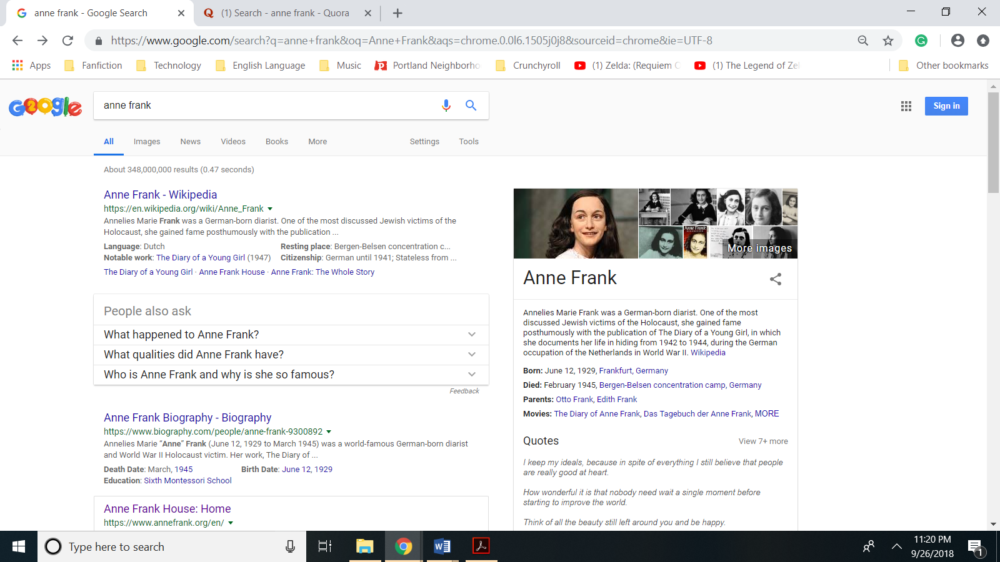 anne frank - Google Search
(1) Search - anne frank - Quora
https://www.google.com/search?q=anne+frank&oq=Anne+Frank&aqs=chrome.0.0l6.1505j0j8&sourceid=chrome&ie=UTF-8
Apps
Fanfiction
Technology
English Language
Music
Portland Neighborho
Crunchyroll
(1) Zelda: (Requiem
(1) The Legend of Zel
Other bookmarks
G2OOgle
anne frank
Sign in
All
Images
News
Videos
Books
More
Settings
Tools
About 348,000,000 results (0.47 seconds)
Anne Frank - Wikipedia
https://en.wikipedia.org/wiki/Anne_Frank
Annelies Marie Frank was a German-born diarist. One of the most discussed Jewish victims of the
Holocaust, she gained fame posthumously with the publication ...
Language: Dutch
Resting place: Bergen-Belsen concentration c...
Notable work: The Diary of a Young Girl (1947)
Citizenship: German until 1941; Stateless from ...
The Diary of a Young Girl · Anne Frank House · Anne Frank: The Whole Story
People also ask
What happened to Anne Frank?
What qualities did Anne Frank have?
Who is Anne Frank and why is she so famous?
Feedback
Anne Frank Biography - Biography
https://www.biography.com/people/anne-frank-9300892
Annelies Marie “Anne” Frank (June 12, 1929 to March 1945) was a world-famous German-born diarist
and World War II Holocaust victim. Her work, The Diary of ...
Death Date: March, 1945
Birth Date: June 12, 1929
Education: Sixth Montessori School
Anne Frank House: Home
https://www.annefrank.org/en/
Anne Frank
More images
Anne Frank
Annelies Marie Frank was a German-born diarist. One of the most
discussed Jewish victims of the Holocaust, she gained fame
posthumously with the publication of The Diary of a Young Girl, in which
she documents her life in hiding from 1942 to 1944, during the German
occupation of the Netherlands in World War II. Wikipedia
Born: June 12, 1929, Frankfurt, Germany
Died: February 1945, Bergen-Belsen concentration camp, Germany
Parents: Otto Frank, Edith Frank
Movies: The Diary of Anne Frank, Das Tagebuch der Anne Frank, MORE
Quotes
View 7+ more
I keep my ideals, because in spite of everything I still believe that people
are really good at heart.
How wonderful it is that nobody need wait a single moment before
starting to improve the world.
Think of all the beauty still left around you and be happy.
Type here to search
11:20 PM
9/26/2018
1